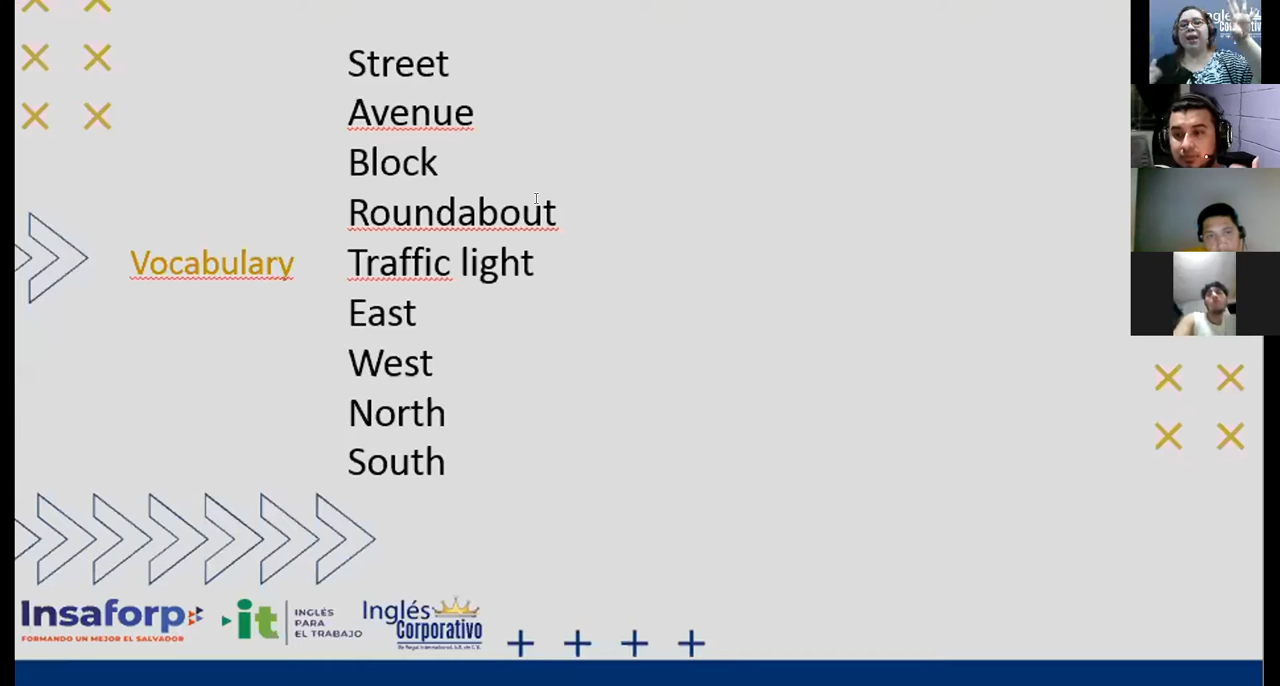 Street
Avenue
Block
Roundabout
Vocabulary
Traffic light
East
West
North
South
Insaforp
FORMANDO UN MEJOR EL SALVADOR
it
INGLÉS
PARA
EL TRABAJO
Inglés
Corporativo